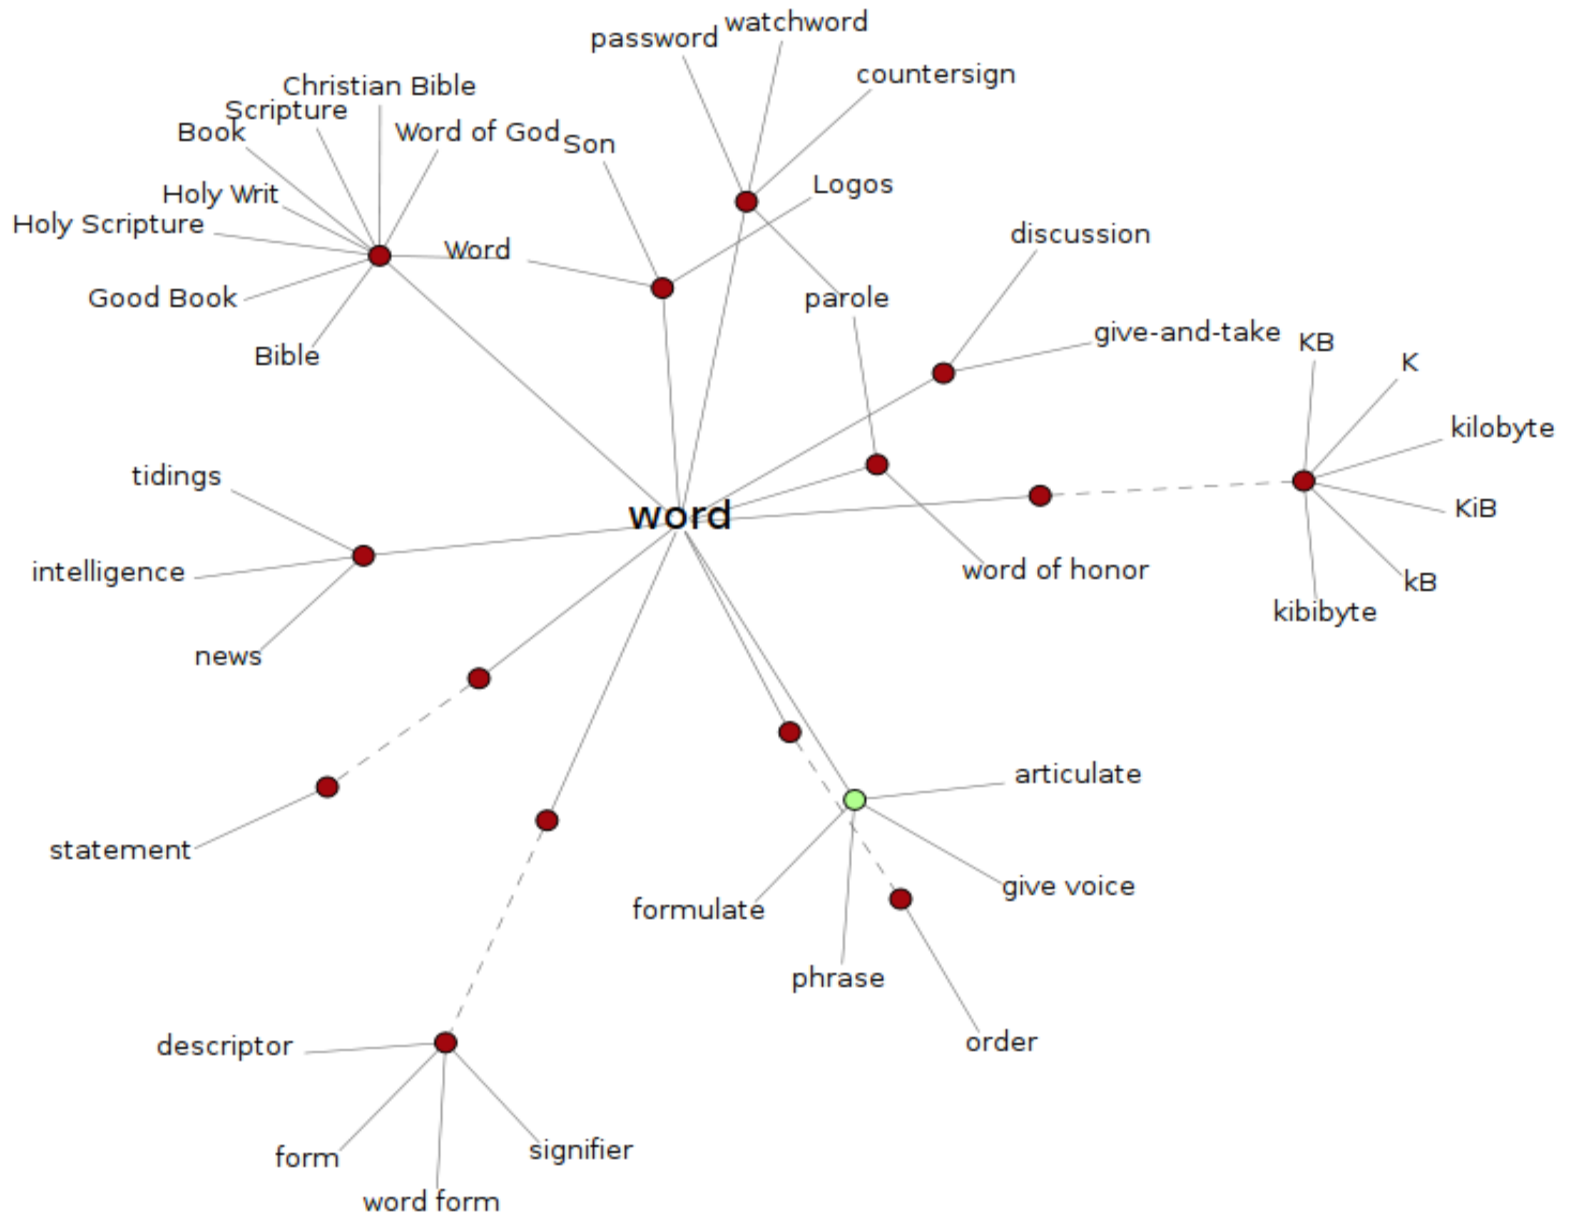 watchword
password
countersign
Christian Bible
Scripture
Book
Word of God
Son
Logos
Holy Writ
Holy Scripture
discussion
Word
Good Book
parole
give-and-take
KB
Bible
K
kilobyte
tidings
KiB
word
intelligence
word of honor
kB
kibibyte
news
articulate
statement
give voice
formulate
phrase
order
descriptor
signifier
form
word form